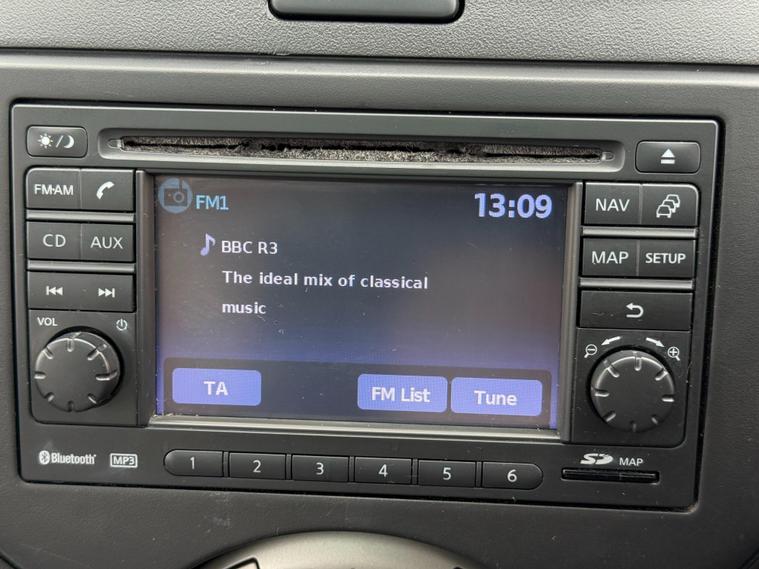 FM1 13:09
FM·AM NAV
BBC R3
CD AUX
MAP SETUP
The ideal mix of classical
music
VOL
TA FM List Tune
Bluetooth MP3 1 2 3 4 5 6 SD MAP